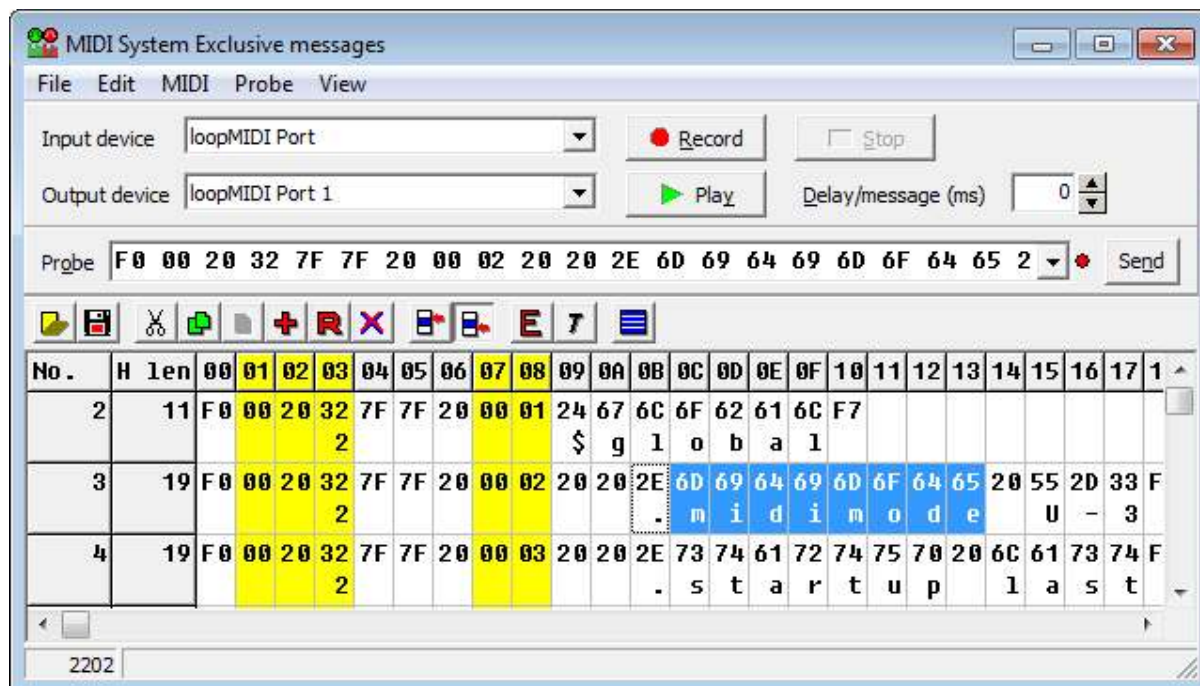 MIDI System Exclusive messages
File Edit MIDI Probe View
Input device loopMIDI Port Record Stop
Output device loopMIDI Port 1 Play Delay/message (ms) 0
Probe F0 00 20 32 7F 7F 20 00 02 20 20 2E 6D 69 64 69 6D 6F 64 65 2 Send
E T
No. H len 00 01 02 03 04 05 06 07 08 09 0A 0B 0C 0D 0E 0F 10 11 12 13 14 15 16 17 1
2 11 F0 00 20 32 7F 7F 20 00 01 24 67 6C 6F 62 61 6C F7
2 $ g l o b a l
3 19 F0 00 20 32 7F 7F 20 00 02 20 20 2E 6D 69 64 69 6D 6F 64 65 20 55 2D 33 F
2 . m i d i m o d e U - 3
4 19 F0 00 20 32 7F 7F 20 00 03 20 20 2E 73 74 61 72 74 75 70 20 6C 61 73 74 F
2 . s t a r t u p l a s t
2202